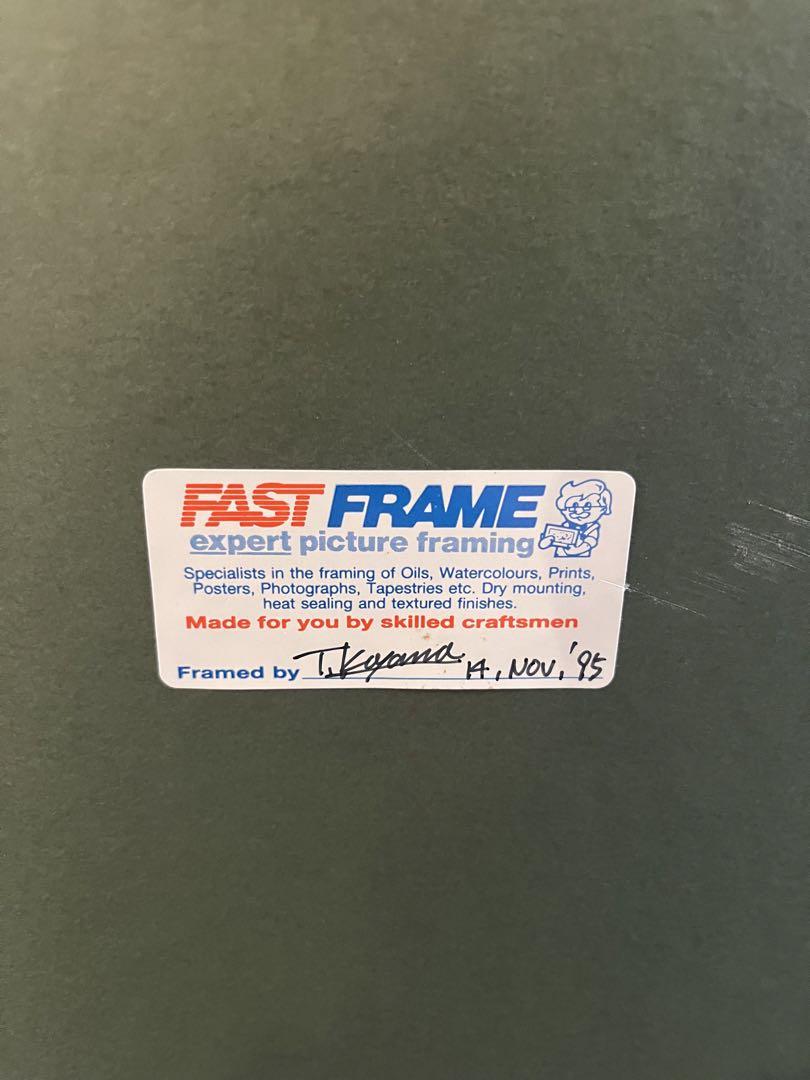 FAST FRAME
expert picture framing
Specialists in the framing of Oils, Watercolours, Prints,
Posters, Photographs, Tapestries etc. Dry mounting,
heat sealing and textured finishes.
Made for you by skilled craftsmen
Framed by T. Koyama 14, NOV, '95